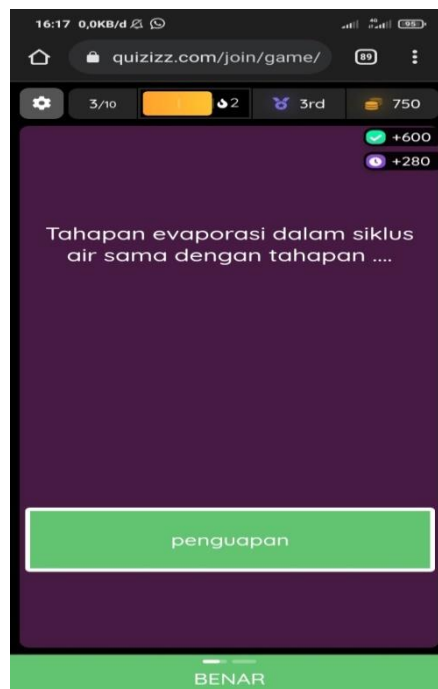 16:17 0,0KB/d 4G 95
quizizz.com/join/game/ 89
3/10 2 3rd 750
+600
+280
Tahapan evaporasi dalam siklus
air sama dengan tahapan ....
penguapan
BENAR